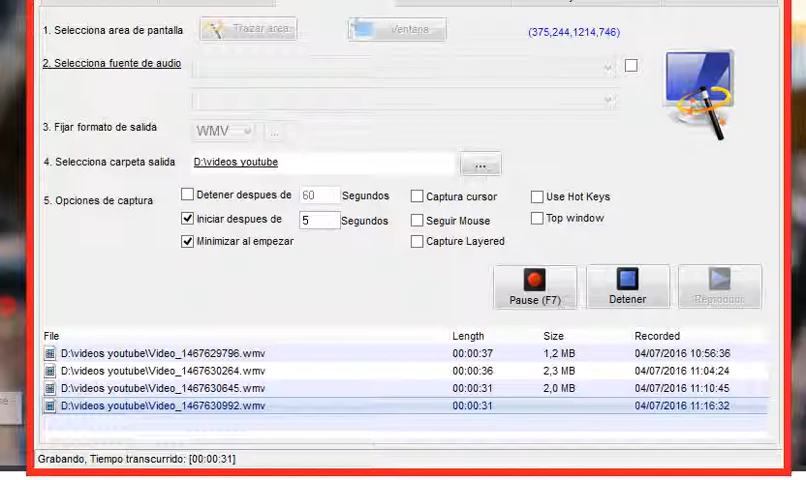 1. Selecciona area de pantalla
Trazar area
Ventana
(375,244,1214,746)
2. Selecciona fuente de audio
3. Fijar formato de salida
WMV
...
4. Selecciona carpeta salida
D:\videos youtube
...
5. Opciones de captura
Detener despues de 60 Segundos
Captura cursor
Use Hot Keys
Iniciar despues de 5 Segundos
Seguir Mouse
Top window
Minimizar al empezar
Capture Layered
Pause (F7)
Detener
Reproducir
File Length Size Recorded
D:\videos youtube\Video_1467629796.wmv 00:00:37 1,2 MB 04/07/2016 10:56:36
D:\videos youtube\Video_1467630264.wmv 00:00:36 2,3 MB 04/07/2016 11:04:24
D:\videos youtube\Video_1467630645.wmv 00:00:31 2,0 MB 04/07/2016 11:10:45
D:\videos youtube\Video_1467630992.wmv 00:00:31 04/07/2016 11:16:32
Grabando, Tiempo transcurrido: [00:00:31]